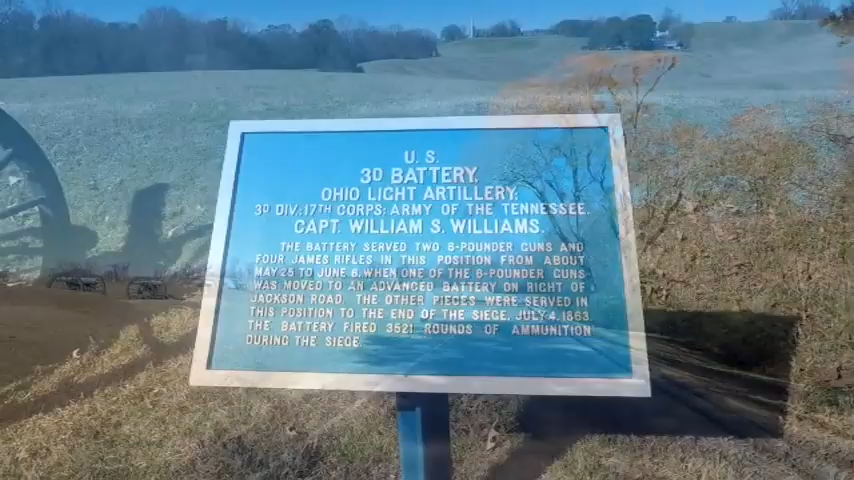 U.S.
3D BATTERY,
OHIO LIGHT ARTILLERY;
3D DIV.: 17TH CORPS: ARMY OF THE TENNESSEE.
CAPT. WILLIAM S. WILLIAMS.
THE BATTERY SERVED TWO 6-POUNDER GUNS AND
FOUR JAMES RIFLES IN THIS POSITION FROM ABOUT
MAY 25 TO JUNE 6, WHEN ONE OF THE 6-POUNDER GUNS
WAS MOVED TO AN ADVANCED BATTERY ON RIGHT OF
JACKSON ROAD. THE OTHER PIECES WERE SERVED IN
THIS POSITION TO THE END OF THE SIEGE, JULY 4, 1863.
THE BATTERY FIRED 3521 ROUNDS OF AMMUNITION
DURING THE SIEGE.